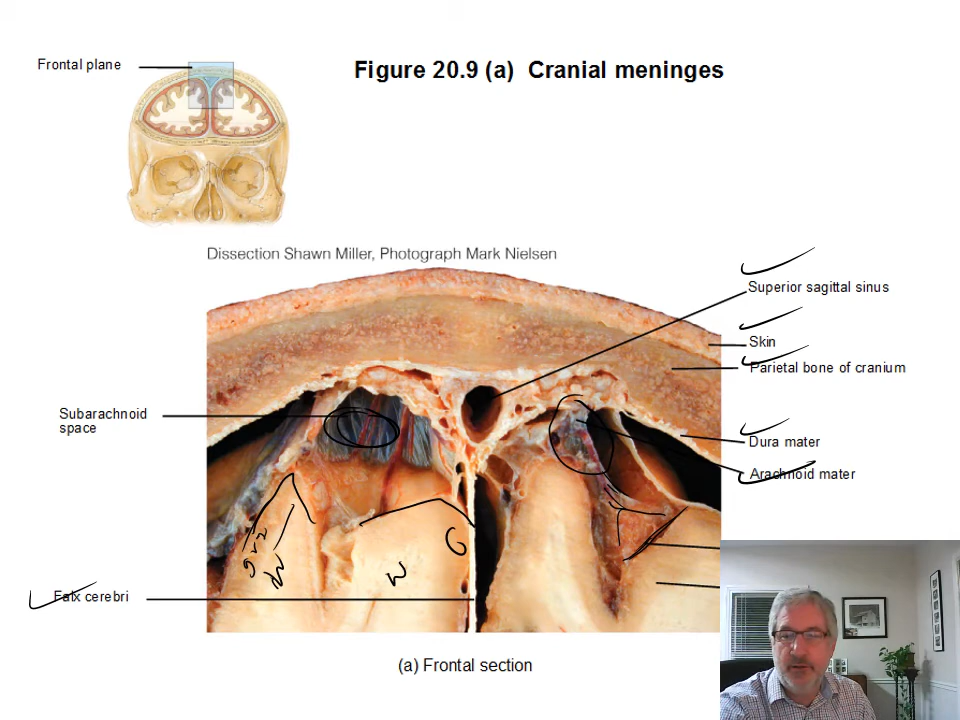 Frontal plane
Figure 20.9 (a) Cranial meninges
Dissection Shawn Miller, Photograph Mark Nielsen
Superior sagittal sinus
Skin
Parietal bone of cranium
Subarachnoid
space
Dura mater
Arachnoid mater
G
W
Falx cerebri
(a) Frontal section